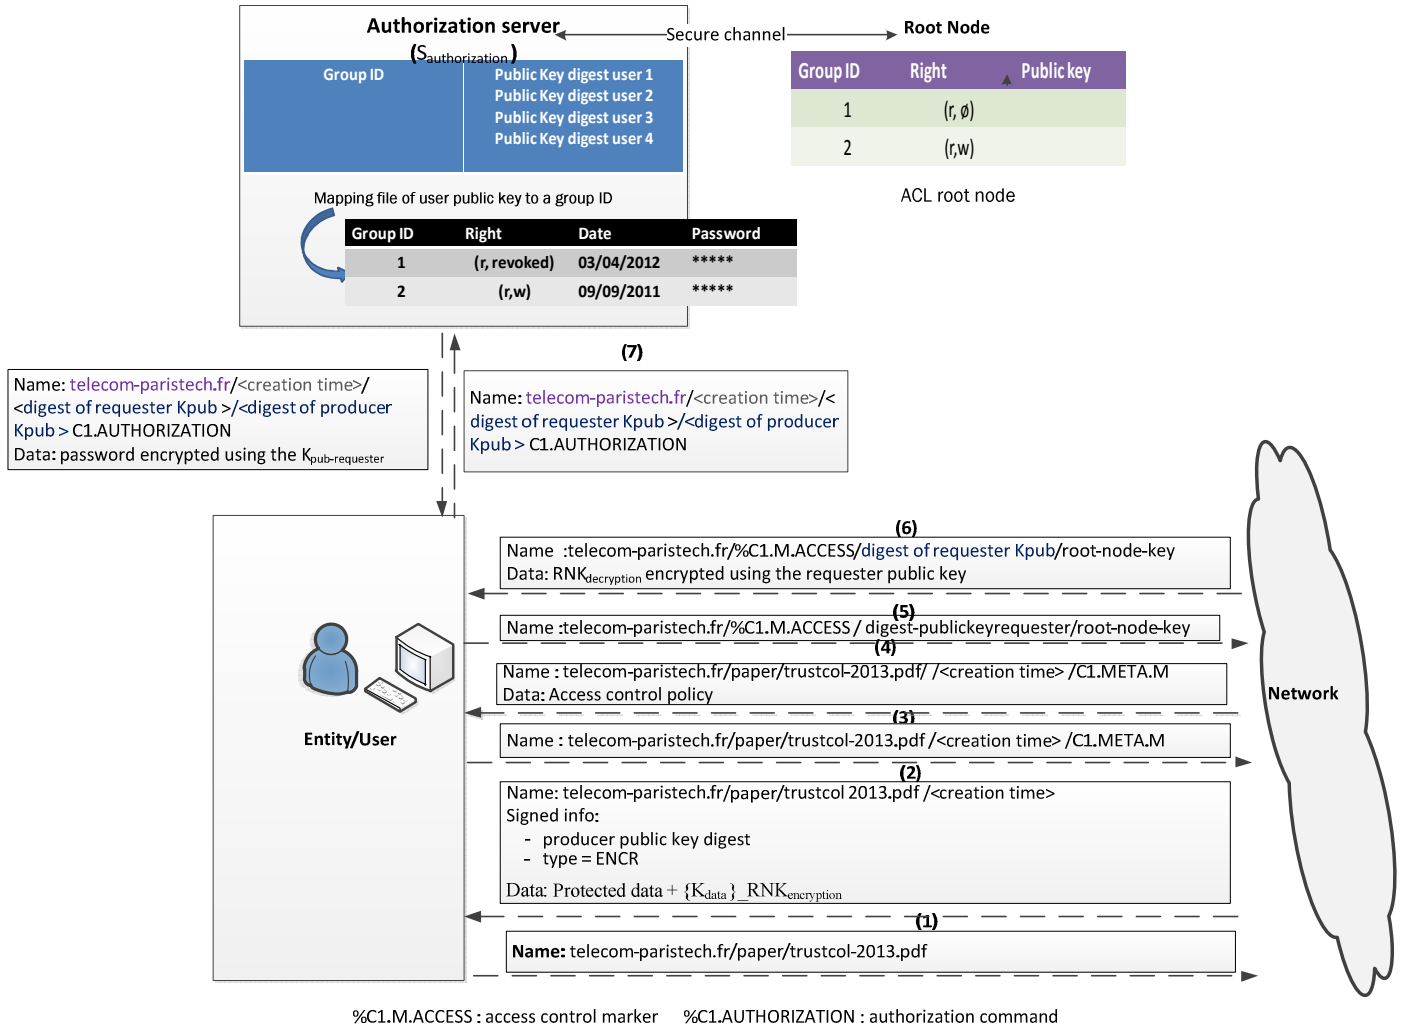 Authorization server
(Sauthorization)
Secure channel
Root Node
Group ID
Public Key digest user 1
Public Key digest user 2
Public Key digest user 3
Public Key digest user 4
Group ID Right Public key
1 (r, ø)
2 (r,w)
ACL root node
Mapping file of user public key to a group ID
Group ID Right Date Password
1 (r, revoked) 03/04/2012 *****
2 (r,w) 09/09/2011 *****
(7)
Name: telecom-paristech.fr/<creation time>/
<digest of requester Kpub >/<digest of producer
Kpub > C1.AUTHORIZATION
Data: password encrypted using the Kpub-requester
Name: telecom-paristech.fr/<creation time>/<
digest of requester Kpub >/<digest of producer
Kpub > C1.AUTHORIZATION
(6)
Name :telecom-paristech.fr/%C1.M.ACCESS/digest of requester Kpub/root-node-key
Data: RNKdecryption encrypted using the requester public key
(5)
Name :telecom-paristech.fr/%C1.M.ACCESS / digest-publickeyrequester/root-node-key
(4)
Name : telecom-paristech.fr/paper/trustcol-2013.pdf/ /<creation time> /C1.META.M
Data: Access control policy
(3)
Name : telecom-paristech.fr/paper/trustcol-2013.pdf /<creation time> /C1.META.M
(2)
Name: telecom-paristech.fr/paper/trustcol 2013.pdf /<creation time>
Signed info:
- producer public key digest
- type = ENCR
Data: Protected data + {Kdata}_RNKencryption
(1)
Name: telecom-paristech.fr/paper/trustcol-2013.pdf
Entity/User
Network
%C1.M.ACCESS : access control marker %C1.AUTHORIZATION : authorization command